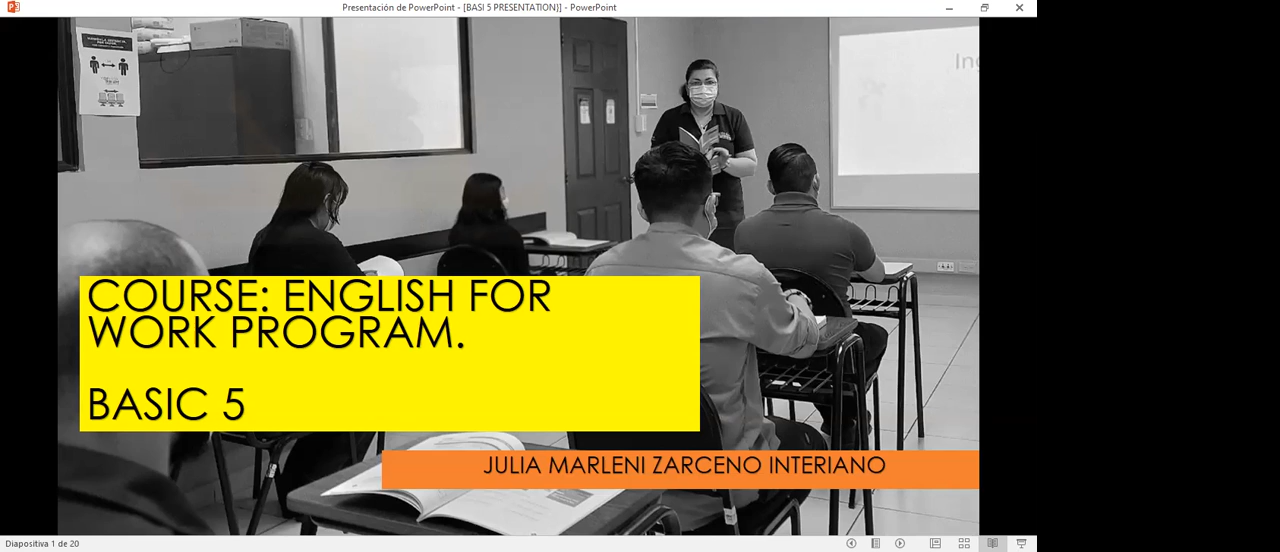 Presentación de PowerPoint - [BASI 5 PRESENTATION)] - PowerPoint
COURSE: ENGLISH FOR
WORK PROGRAM.
BASIC 5
JULIA MARLENI ZARCENO INTERIANO
Diapositiva 1 de 20